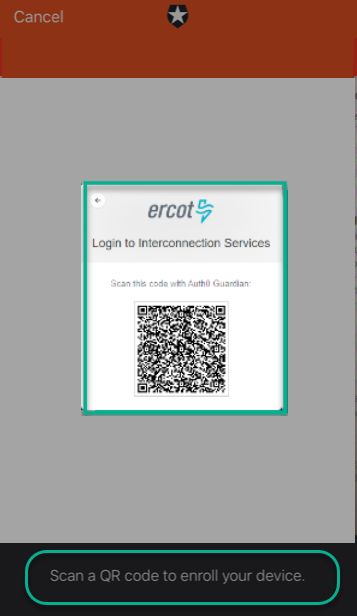 Cancel
ercot
Login to Interconnection Services
Scan this code with Auth0 Guardian:
Scan a QR code to enroll your device.